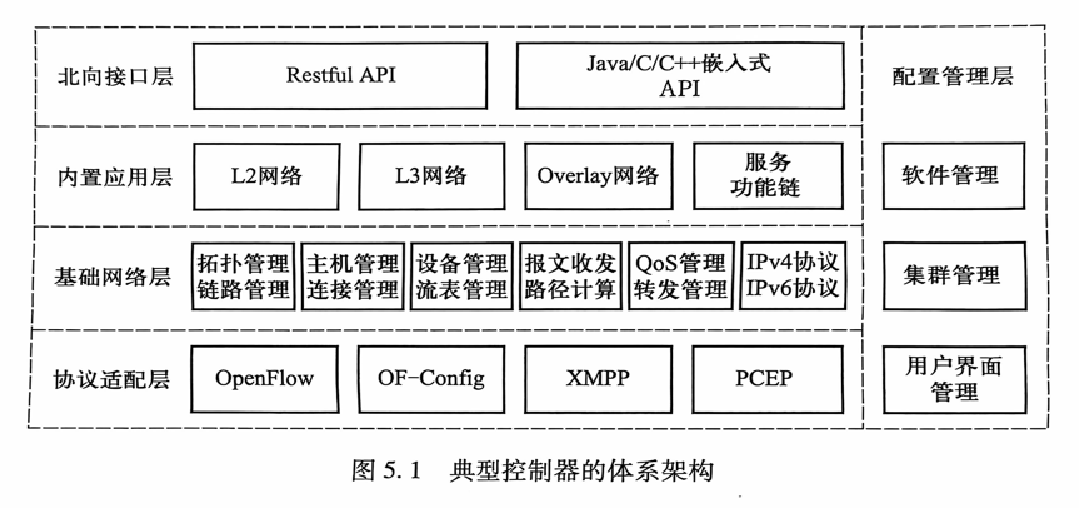 北向接口层
Restful API
Java/C/C++嵌入式
API
配置管理层
内置应用层
L2网络
L3网络
Overlay网络
服务
功能链
软件管理
基础网络层
拓扑管理
链路管理
主机管理
连接管理
设备管理
流表管理
报文收发
路径计算
QoS管理
转发管理
IPv4协议
IPv6协议
集群管理
协议适配层
OpenFlow
OF-Config
XMPP
PCEP
用户界面
管理
图 5.1 典型控制器的体系架构